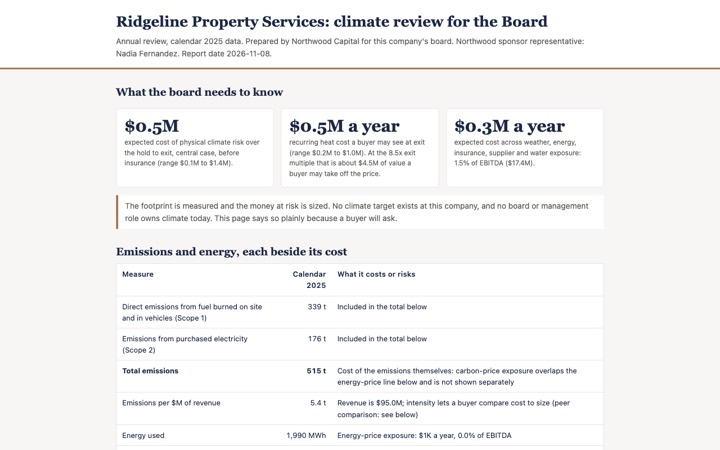 Ridgeline Property Services: climate review for the Board
Annual review, calendar 2025 data. Prepared by Northwood Capital for this company's board. Northwood sponsor representative:
Nadia Fernandez. Report date 2026-11-08.
What the board needs to know
$0.5M
expected cost of physical climate risk over
the hold to exit, central case, before
insurance (range $0.1M to $1.4M).
$0.5M a year
recurring heat cost a buyer may see at exit
(range $0.2M to $1.0M). At the 8.5x exit
multiple that is about $4.5M of value a
buyer may take off the price.
$0.3M a year
expected cost across weather, energy,
insurance, supplier and water exposure:
1.5% of EBITDA ($17.4M).
The footprint is measured and the money at risk is sized. No climate target exists at this company, and no board or management
role owns climate today. This page says so plainly because a buyer will ask.
Emissions and energy, each beside its cost
Measure
Calendar
2025
What it costs or risks
Direct emissions from fuel burned on site
and in vehicles (Scope 1)
339 t
Included in the total below
Emissions from purchased electricity
(Scope 2)
176 t
Included in the total below
Total emissions
515 t
Cost of the emissions themselves: carbon-price exposure overlaps the
energy-price line below and is not shown separately
Emissions per $M of revenue
5.4 t
Revenue is $95.0M; intensity lets a buyer compare cost to size (peer
comparison: see below)
Energy used
1,990 MWh
Energy-price exposure: $1K a year, 0.0% of EBITDA